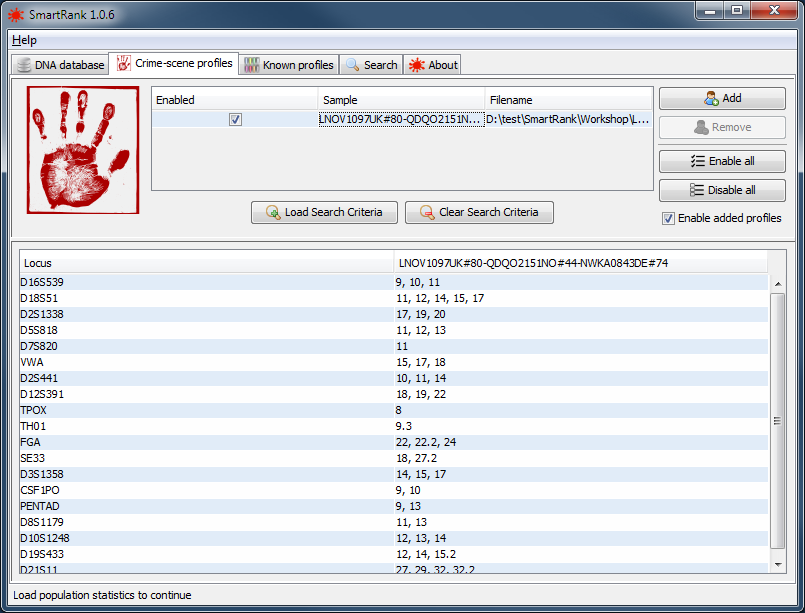 SmartRank 1.0.6
Help
DNA database Crime-scene profiles Known profiles Search About
Enabled Sample Filename
LNOV1097UK#80-QDQO2151N... D:\test\SmartRank\Workshop\L...
Add
Remove
Enable all
Disable all
Enable added profiles
Load Search Criteria Clear Search Criteria
Locus LNOV1097UK#80-QDQO2151NO#44-NWKA0843DE#74
D16S539 9, 10, 11
D18S51 11, 12, 14, 15, 17
D2S1338 17, 19, 20
D5S818 11, 12, 13
D7S820 11
VWA 15, 17, 18
D2S441 10, 11, 14
D12S391 18, 19, 22
TPOX 8
TH01 9.3
FGA 22, 22.2, 24
SE33 18, 27.2
D3S1358 14, 15, 17
CSF1PO 9, 10
PENTAD 9, 13
D8S1179 11, 13
D10S1248 12, 13, 14
D19S433 12, 14, 15.2
D21S11 27, 29, 32, 32.2
Load population statistics to continue